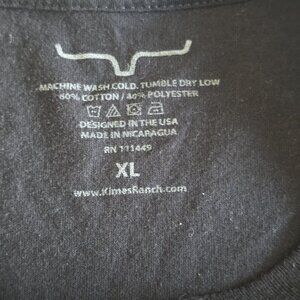 MACHINE WASH COLD. TUMBLE DRY LOW
60% COTTON / 40% POLYESTER
DESIGNED IN THE USA
MADE IN NICARAGUA
RN 111449
XL
www.KimesRanch.com